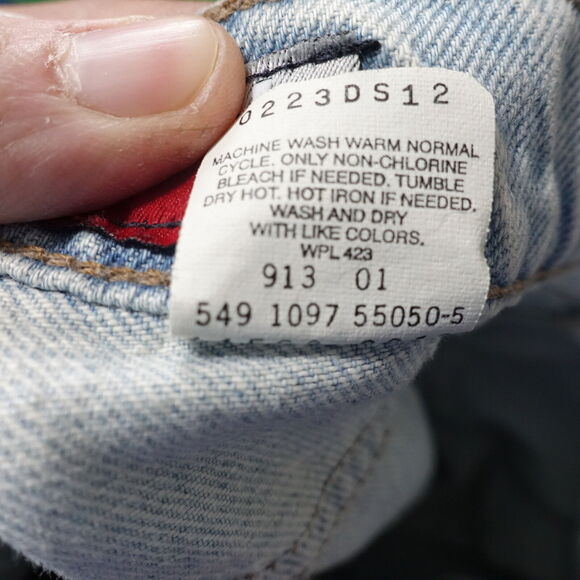 0223DS12
MACHINE WASH WARM NORMAL
CYCLE. ONLY NON-CHLORINE
BLEACH IF NEEDED. TUMBLE
DRY HOT. HOT IRON IF NEEDED.
WASH AND DRY
WITH LIKE COLORS.
WPL 423
913 01
549 1097 55050-5